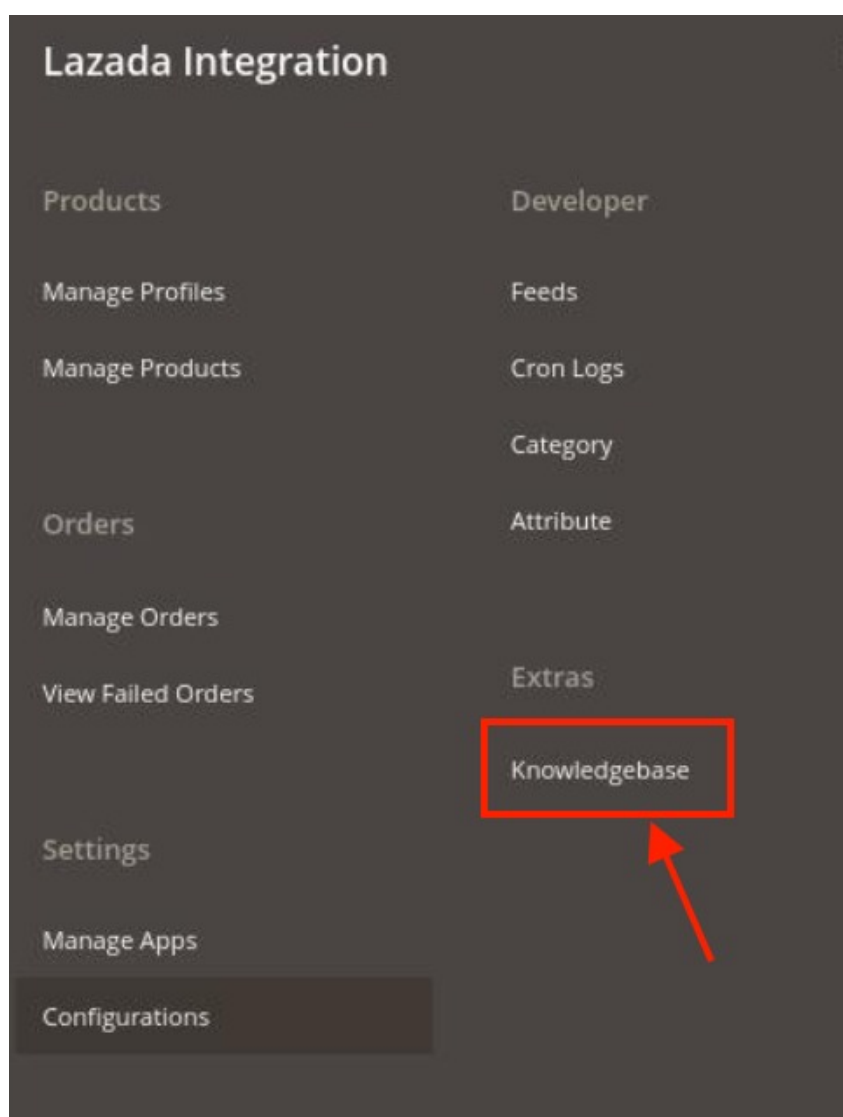 Lazada Integration
Products
Manage Profiles
Manage Products
Orders
Manage Orders
View Failed Orders
Settings
Manage Apps
Configurations
Developer
Feeds
Cron Logs
Category
Attribute
Extras
Knowledgebase